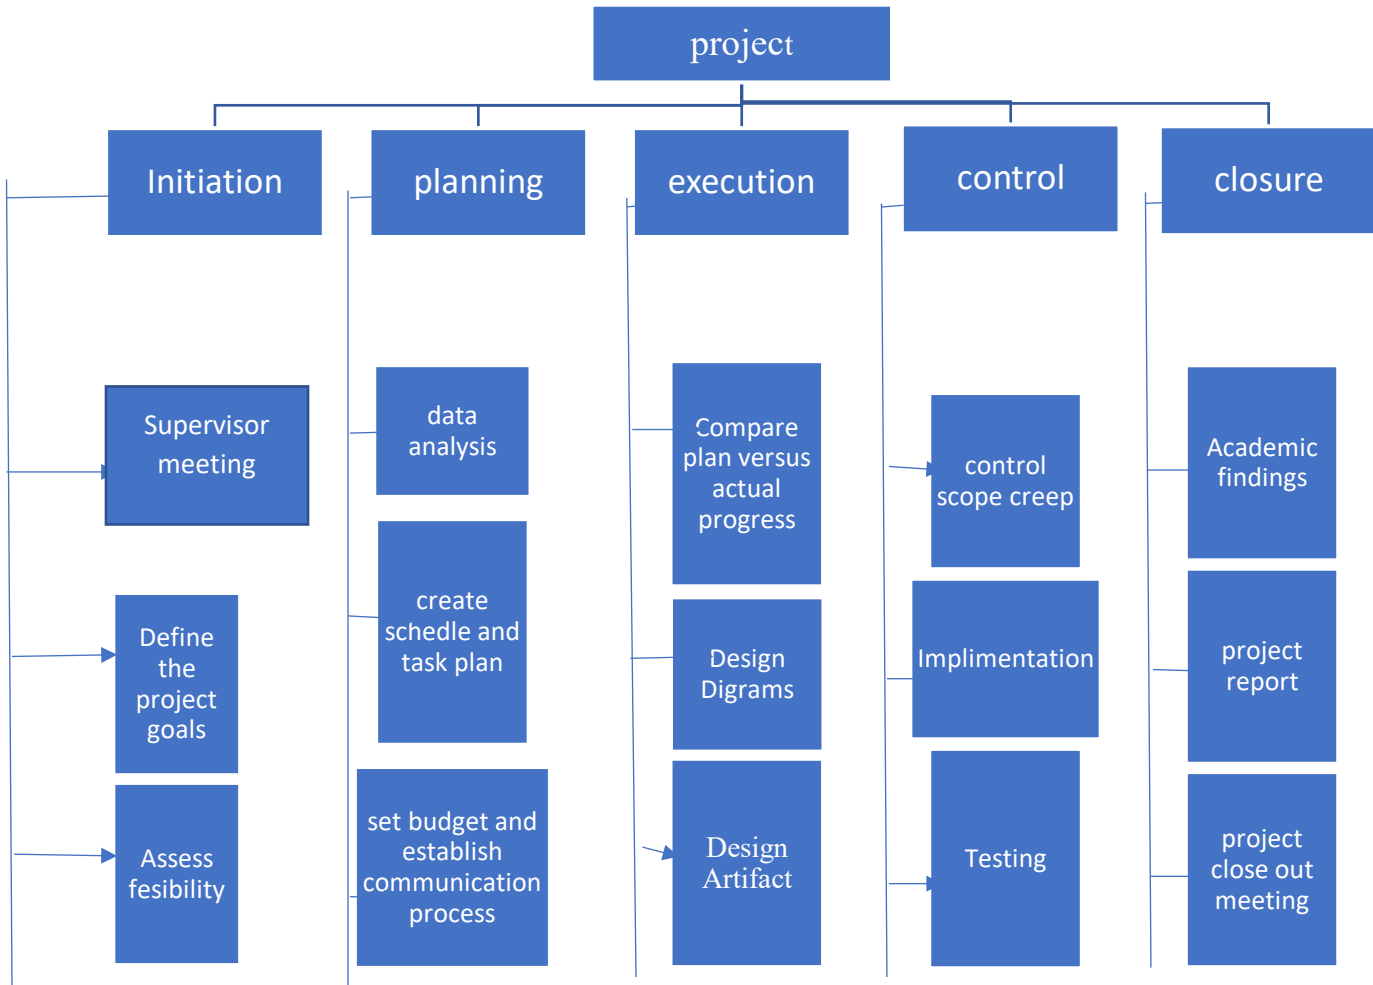 project
Initiation
planning
execution
control
closure
Supervisor
meeting
Define
the
project
goals
Assess
fesibility
data
analysis
create
schedle and
task plan
set budget and
establish
communication
process
Compare
plan versus
actual
progress
Design
Digrams
Design
Artifact
control
scope creep
Implimentation
Testing
Academic
findings
project
report
project
close out
meeting